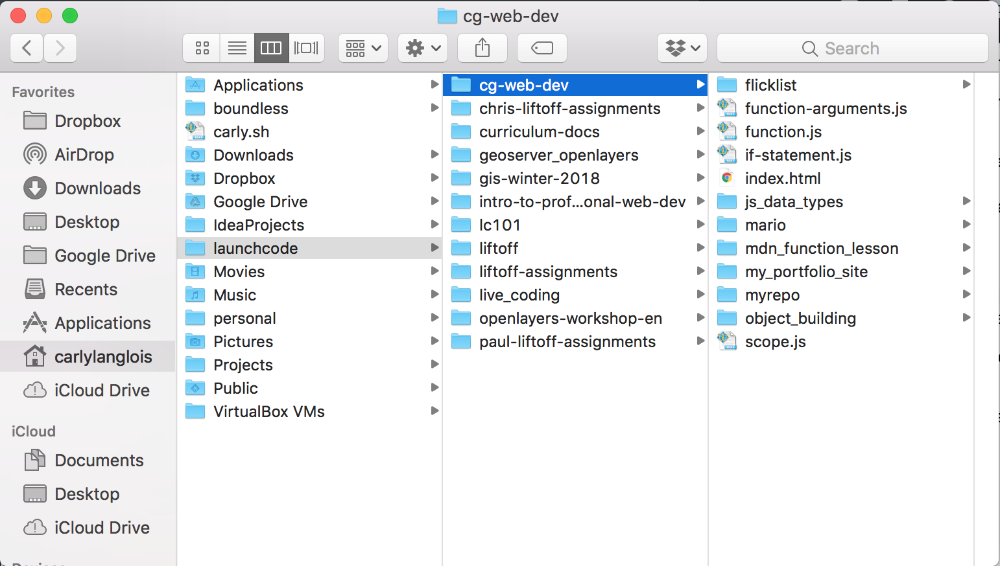 cg-web-dev
Search
Favorites
Dropbox
AirDrop
Downloads
Desktop
Google Drive
Recents
Applications
carlylanglois
iCloud Drive
iCloud
Documents
Desktop
iCloud Drive
Applications
boundless
carly.sh
Downloads
Dropbox
Google Drive
IdeaProjects
launchcode
Movies
Music
personal
Pictures
Projects
Public
VirtualBox VMs
cg-web-dev
chris-liftoff-assignments
curriculum-docs
geoserver_openlayers
gis-winter-2018
intro-to-prof...onal-web-dev
lc101
liftoff
liftoff-assignments
live_coding
openlayers-workshop-en
paul-liftoff-assignments
flicklist
function-arguments.js
function.js
if-statement.js
index.html
js_data_types
mario
mdn_function_lesson
my_portfolio_site
myrepo
object_building
scope.js